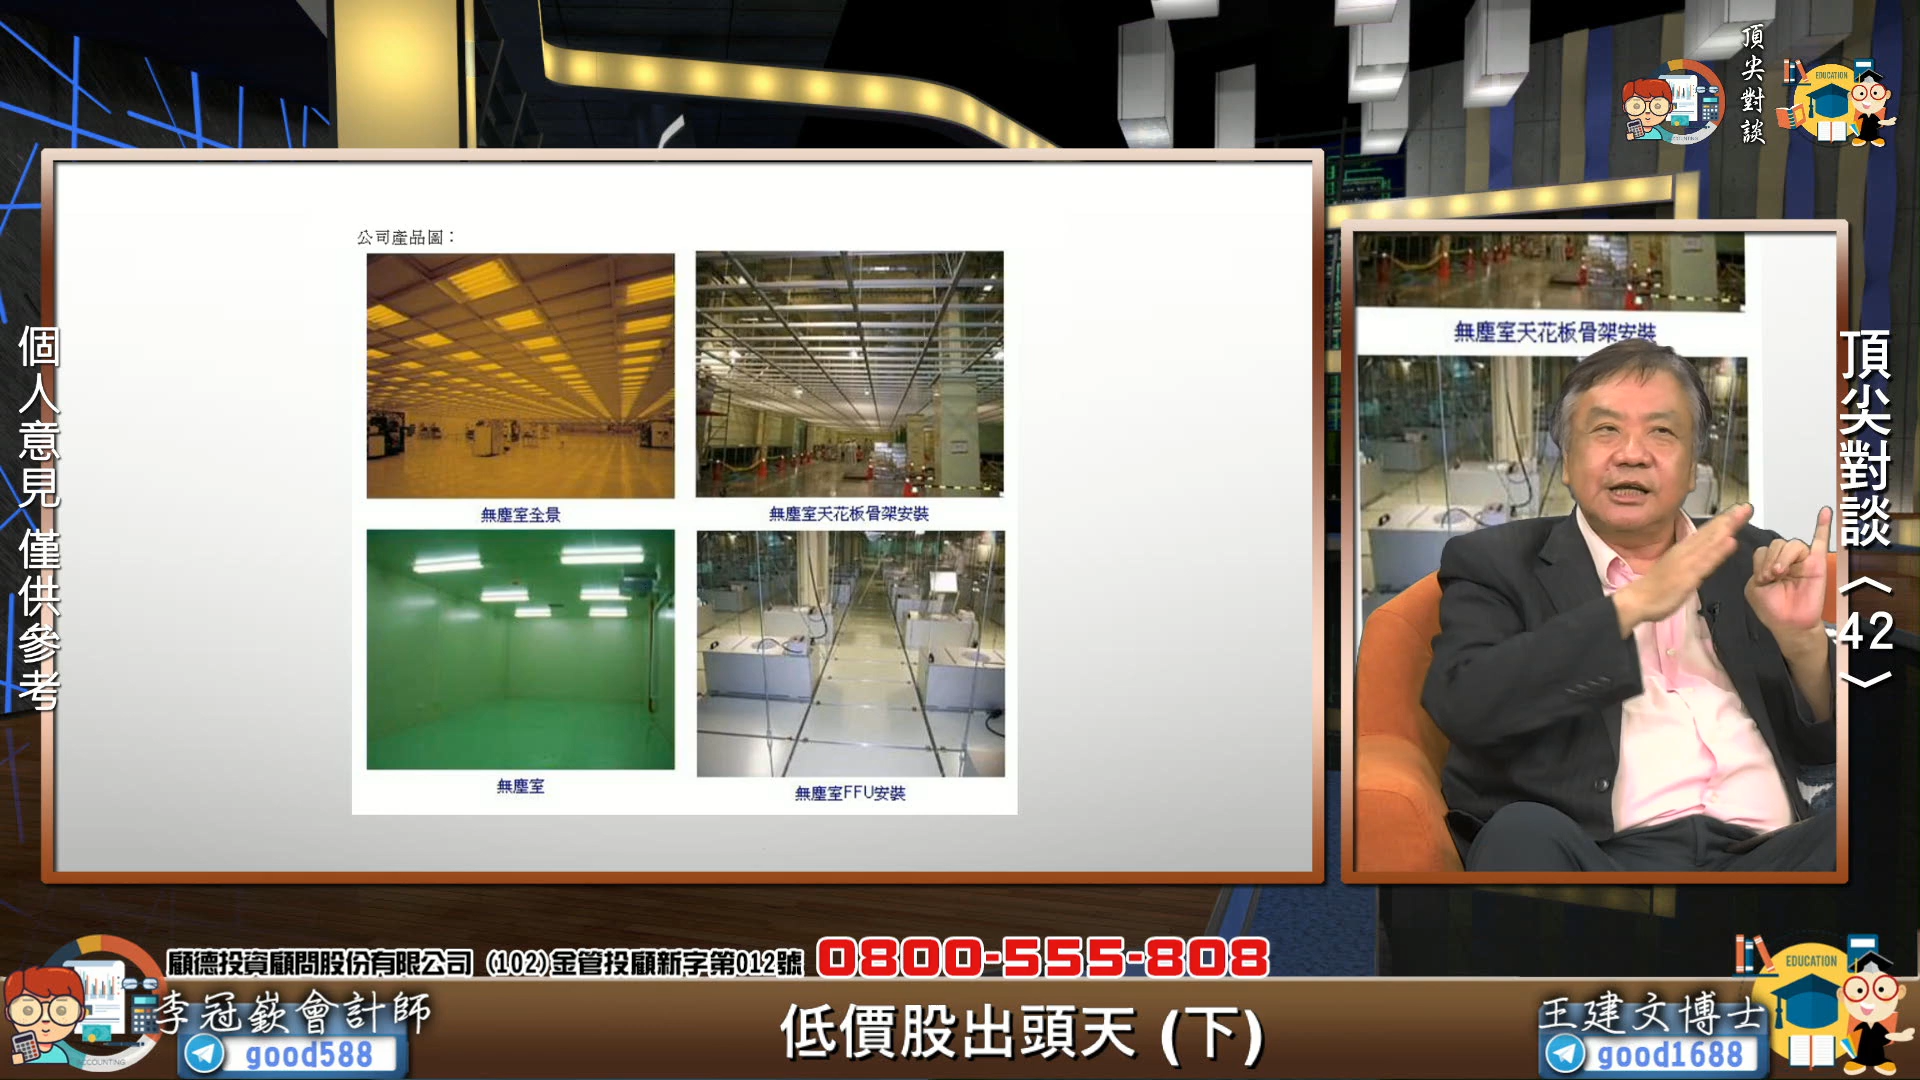 頂尖對談
EDUCATION
公司產品圖：
無塵室全景
無塵室天花板骨架安裝
無塵室
無塵室FFU安裝
無塵室天花板骨架安裝
個人意見 僅供參考
頂尖對談〈42〉
顧德投資顧問股份有限公司 (102)金管投顧新字第012號 0800-555-808
ACCOUNTING
李冠嶔會計師
good588
低價股出頭天 (下)
王建文博士
good1688
EDUCATION